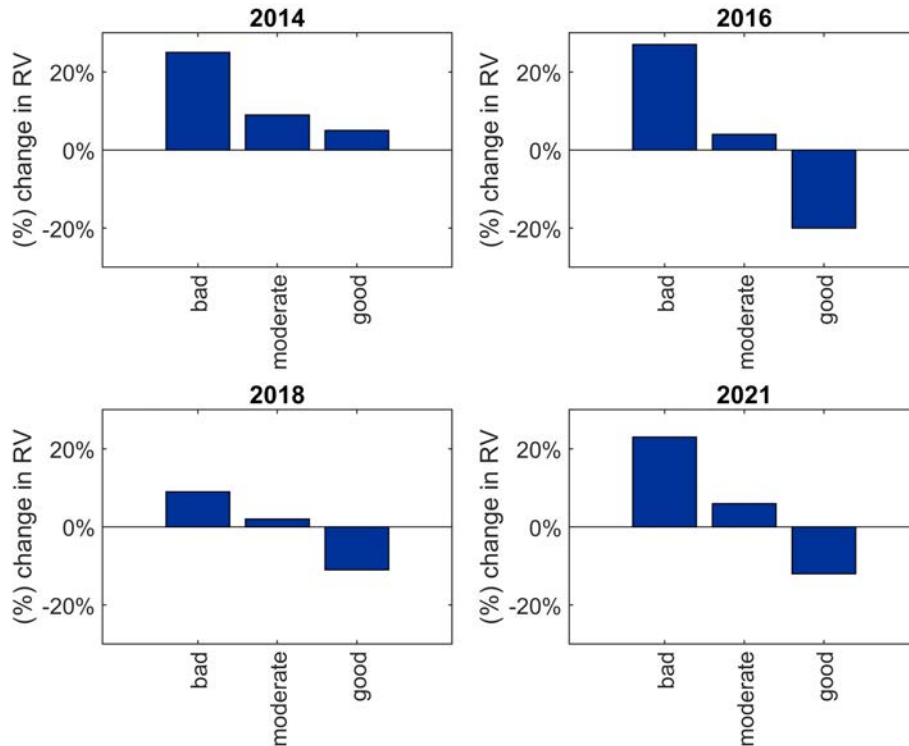 2014
(%) change in RV
20%
0%
-20%
bad
moderate
good
2016
(%) change in RV
20%
0%
-20%
bad
moderate
good
2018
(%) change in RV
20%
0%
-20%
bad
moderate
good
2021
(%) change in RV
20%
0%
-20%
bad
moderate
good